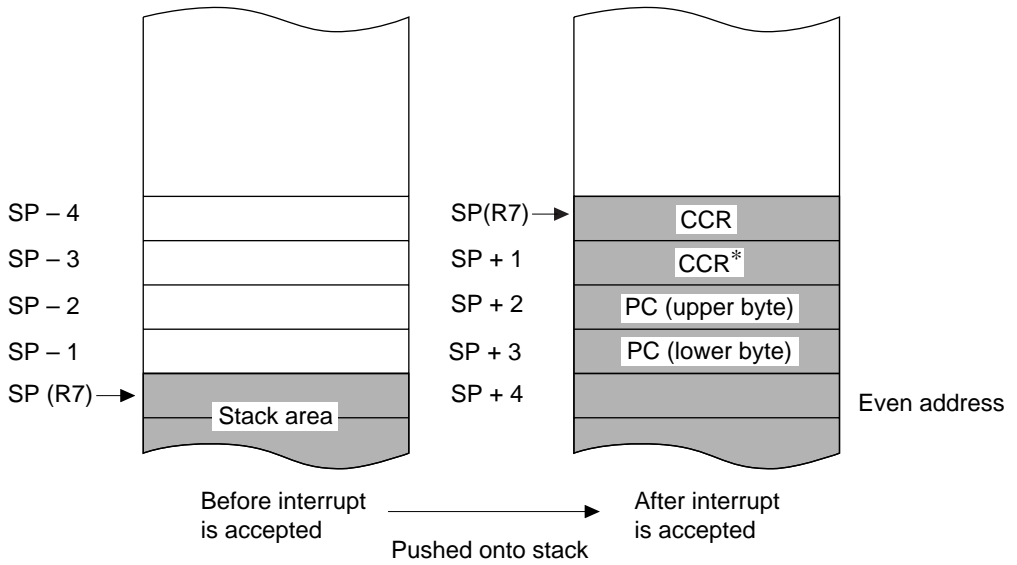 SP – 4
SP – 3
SP – 2
SP – 1
SP (R7)
Stack area
SP(R7)
SP + 1
SP + 2
SP + 3
SP + 4
CCR
CCR*
PC (upper byte)
PC (lower byte)
Even address
Before interrupt
is accepted
Pushed onto stack
After interrupt
is accepted